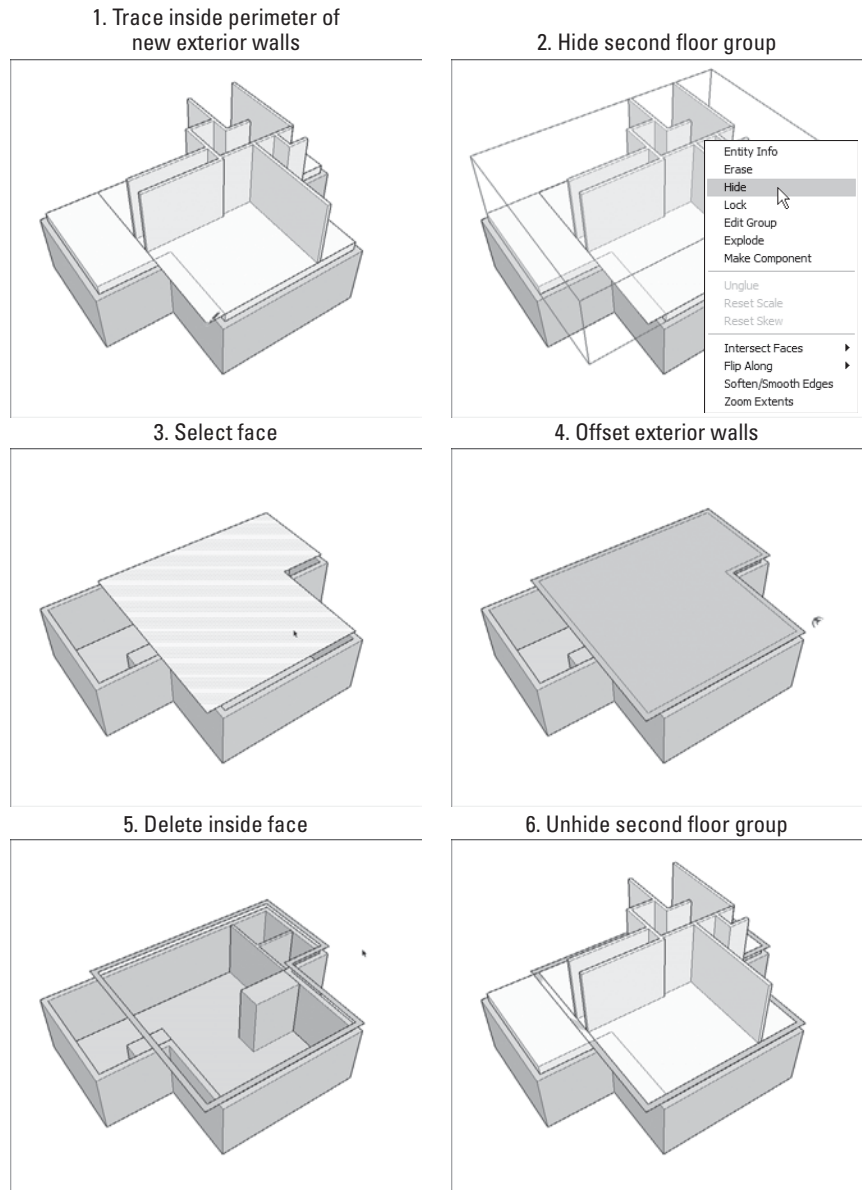 1. Trace inside perimeter of
new exterior walls
2. Hide second floor group
Entity Info
Erase
Hide
Lock
Edit Group
Explode
Make Component
Unglue
Reset Scale
Reset Skew
Intersect Faces
Flip Along
Soften/Smooth Edges
Zoom Extents
3. Select face
4. Offset exterior walls
5. Delete inside face
6. Unhide second floor group